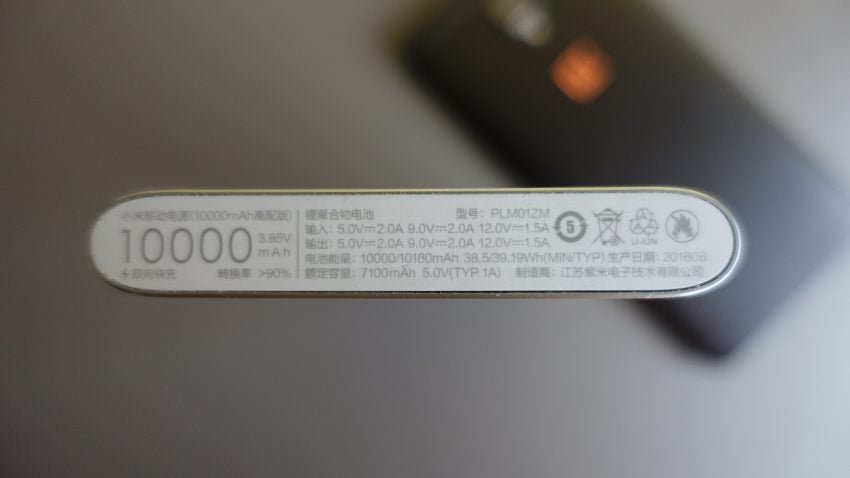 小米移动电源(10000mAh高配版)
10000 3.85V
mAh
双向快充 转换率 >90%
锂聚合物电池 型号: PLM01ZM
输入: 5.0V⎓2.0A 9.0V⎓2.0A 12.0V⎓1.5A
输出: 5.0V⎓2.0A 9.0V⎓2.0A 12.0V⎓1.5A
电池能量: 10000/10180mAh 38.5/39.19Wh(MIN/TYP) 生产日期: 201606
额定容量: 7100mAh 5.0V(TYP 1A) 制造商: 江苏紫米电子技术有限公司
5
LI-ION